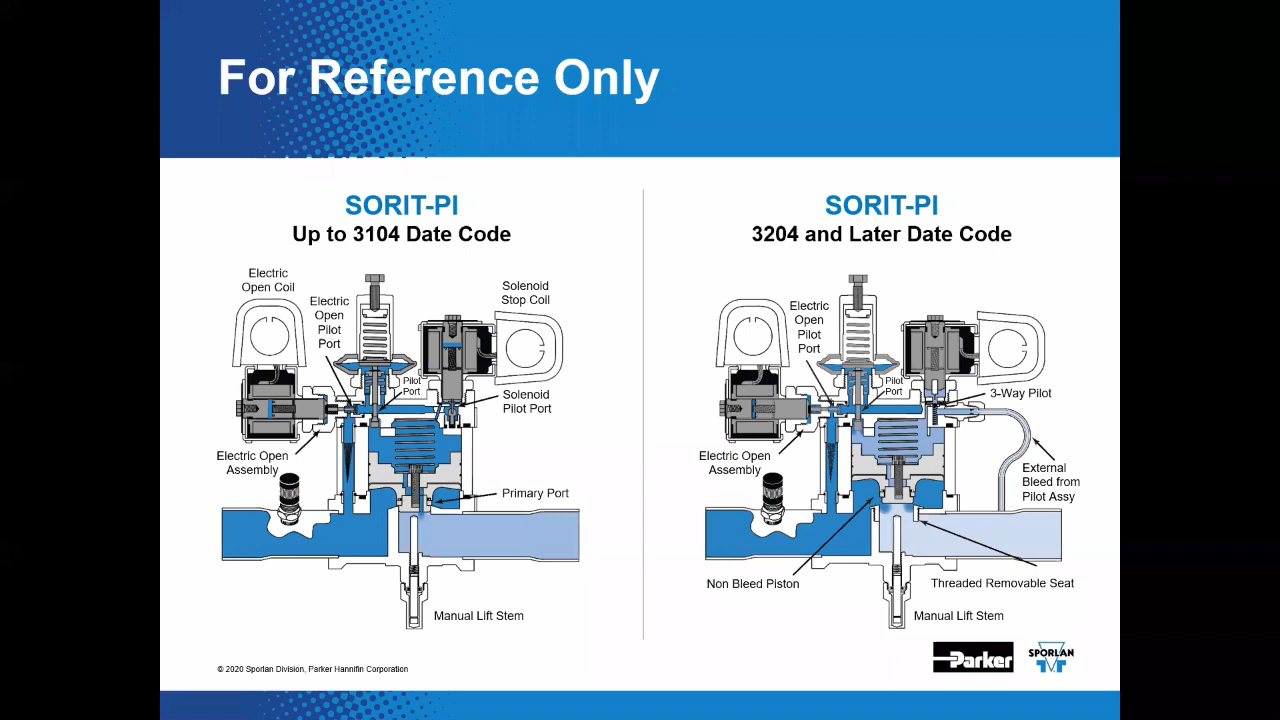 For Reference Only
SORIT-PI
Up to 3104 Date Code
Electric
Open Coil
Electric
Open
Pilot
Port
Solenoid
Stop Coil
Pilot
Port
Solenoid
Pilot Port
Electric Open
Assembly
Primary Port
Manual Lift Stem
SORIT-PI
3204 and Later Date Code
Electric
Open
Pilot
Port
Pilot
Port
3-Way Pilot
Electric Open
Assembly
External
Bleed from
Pilot Assy
Non Bleed Piston
Threaded Removable Seat
Manual Lift Stem
© 2020 Sporlan Division, Parker Hannifin Corporation
Parker
SPORLAN